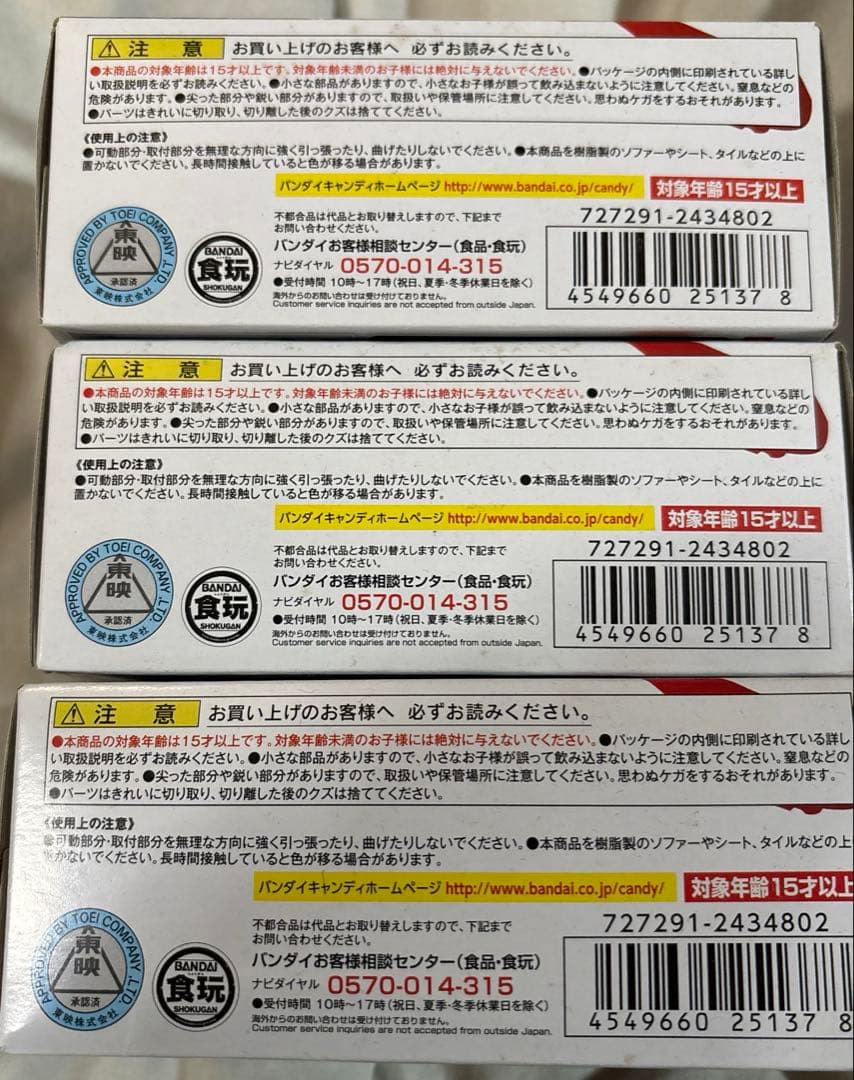 注 意 お買い上げのお客様へ 必ずお読みください。
●本商品の対象年齢は15才以上です。対象年齢未満のお子様には絶対に与えないでください。●パッケージの内側に印刷されている詳し
い取扱説明を必ずお読みください。●小さな部品がありますので、小さなお子様が誤って飲み込まないように注意してください。窒息などの
危険があります。●尖った部分や鋭い部分がありますので、取扱いや保管場所に注意してください。思わぬケガをするおそれがあります。
●パーツはきれいに切り取り、切り離した後のクズは捨ててください。
《使用上の注意》
●可動部分・取付部分を無理な方向に強く引っ張ったり、曲げたりしないでください。●本商品を樹脂製のソファーやシート、タイルなどの上に
置かないでください。長時間接触していると色が移る場合があります。
バンダイキャンディホームページ http://www.bandai.co.jp/candy/ 対象年齢15才以上
APPROVED BY TOEI COMPANY ,LTD.
東映
承認済
東映株式会社
BANDAI
食玩
SHOKUGAN
不都合品は代品とお取り替えしますので、下記まで
お問い合わせください。
バンダイお客様相談センター(食品・食玩)
ナビダイヤル 0570-014-315
●受付時間 10時〜17時(祝日、夏季・冬季休業日を除く)
海外からのお問い合わせは受け付けておりません。
Customer service inquiries are not accepted from outside Japan.
727291-2434802
4549660 25137 8
注 意 お買い上げのお客様へ 必ずお読みください。
●本商品の対象年齢は15才以上です。対象年齢未満のお子様には絶対に与えないでください。●パッケージの内側に印刷されている詳し
い取扱説明を必ずお読みください。●小さな部品がありますので、小さなお子様が誤って飲み込まないように注意してください。窒息などの
危険があります。●尖った部分や鋭い部分がありますので、取扱いや保管場所に注意してください。思わぬケガをするおそれがあります。
●パーツはきれいに切り取り、切り離した後のクズは捨ててください。
《使用上の注意》
●可動部分・取付部分を無理な方向に強く引っ張ったり、曲げたりしないでください。●本商品を樹脂製のソファーやシート、タイルなどの上に
置かないでください。長時間接触していると色が移る場合があります。
バンダイキャンディホームページ http://www.bandai.co.jp/candy/ 対象年齢15才以上
APPROVED BY TOEI COMPANY ,LTD.
東映
承認済
東映株式会社
BANDAI
食玩
SHOKUGAN
不都合品は代品とお取り替えしますので、下記まで
お問い合わせください。
バンダイお客様相談センター(食品・食玩)
ナビダイヤル 0570-014-315
●受付時間 10時〜17時(祝日、夏季・冬季休業日を除く)
海外からのお問い合わせは受け付けておりません。
Customer service inquiries are not accepted from outside Japan.
727291-2434802
4549660 25137 8
注 意 お買い上げのお客様へ 必ずお読みください。
●本商品の対象年齢は15才以上です。対象年齢未満のお子様には絶対に与えないでください。●パッケージの内側に印刷されている詳し
い取扱説明を必ずお読みください。●小さな部品がありますので、小さなお子様が誤って飲み込まないように注意してください。窒息などの
危険があります。●尖った部分や鋭い部分がありますので、取扱いや保管場所に注意してください。思わぬケガをするおそれがあります。
●パーツはきれいに切り取り、切り離した後のクズは捨ててください。
《使用上の注意》
●可動部分・取付部分を無理な方向に強く引っ張ったり、曲げたりしないでください。●本商品を樹脂製のソファーやシート、タイルなどの上
かないでください。長時間接触していると色が移る場合があります。
バンダイキャンディホームページ http://www.bandai.co.jp/candy/ 対象年齢15才以上
APPROVED BY TOEI COMPANY ,LTD.
東映
承認済
東映株式会社
BANDAI
食玩
SHOKUGAN
不都合品は代品とお取り替えしますので、下記まで
お問い合わせください。
バンダイお客様相談センター(食品・食玩)
ナビダイヤル 0570-014-315
●受付時間 10時〜17時(祝日、夏季・冬季休業日を除く)
海外からのお問い合わせは受け付けておりません。
Customer service inquiries are not accepted from outside Japan.
727291-2434802
4549660 25137 8